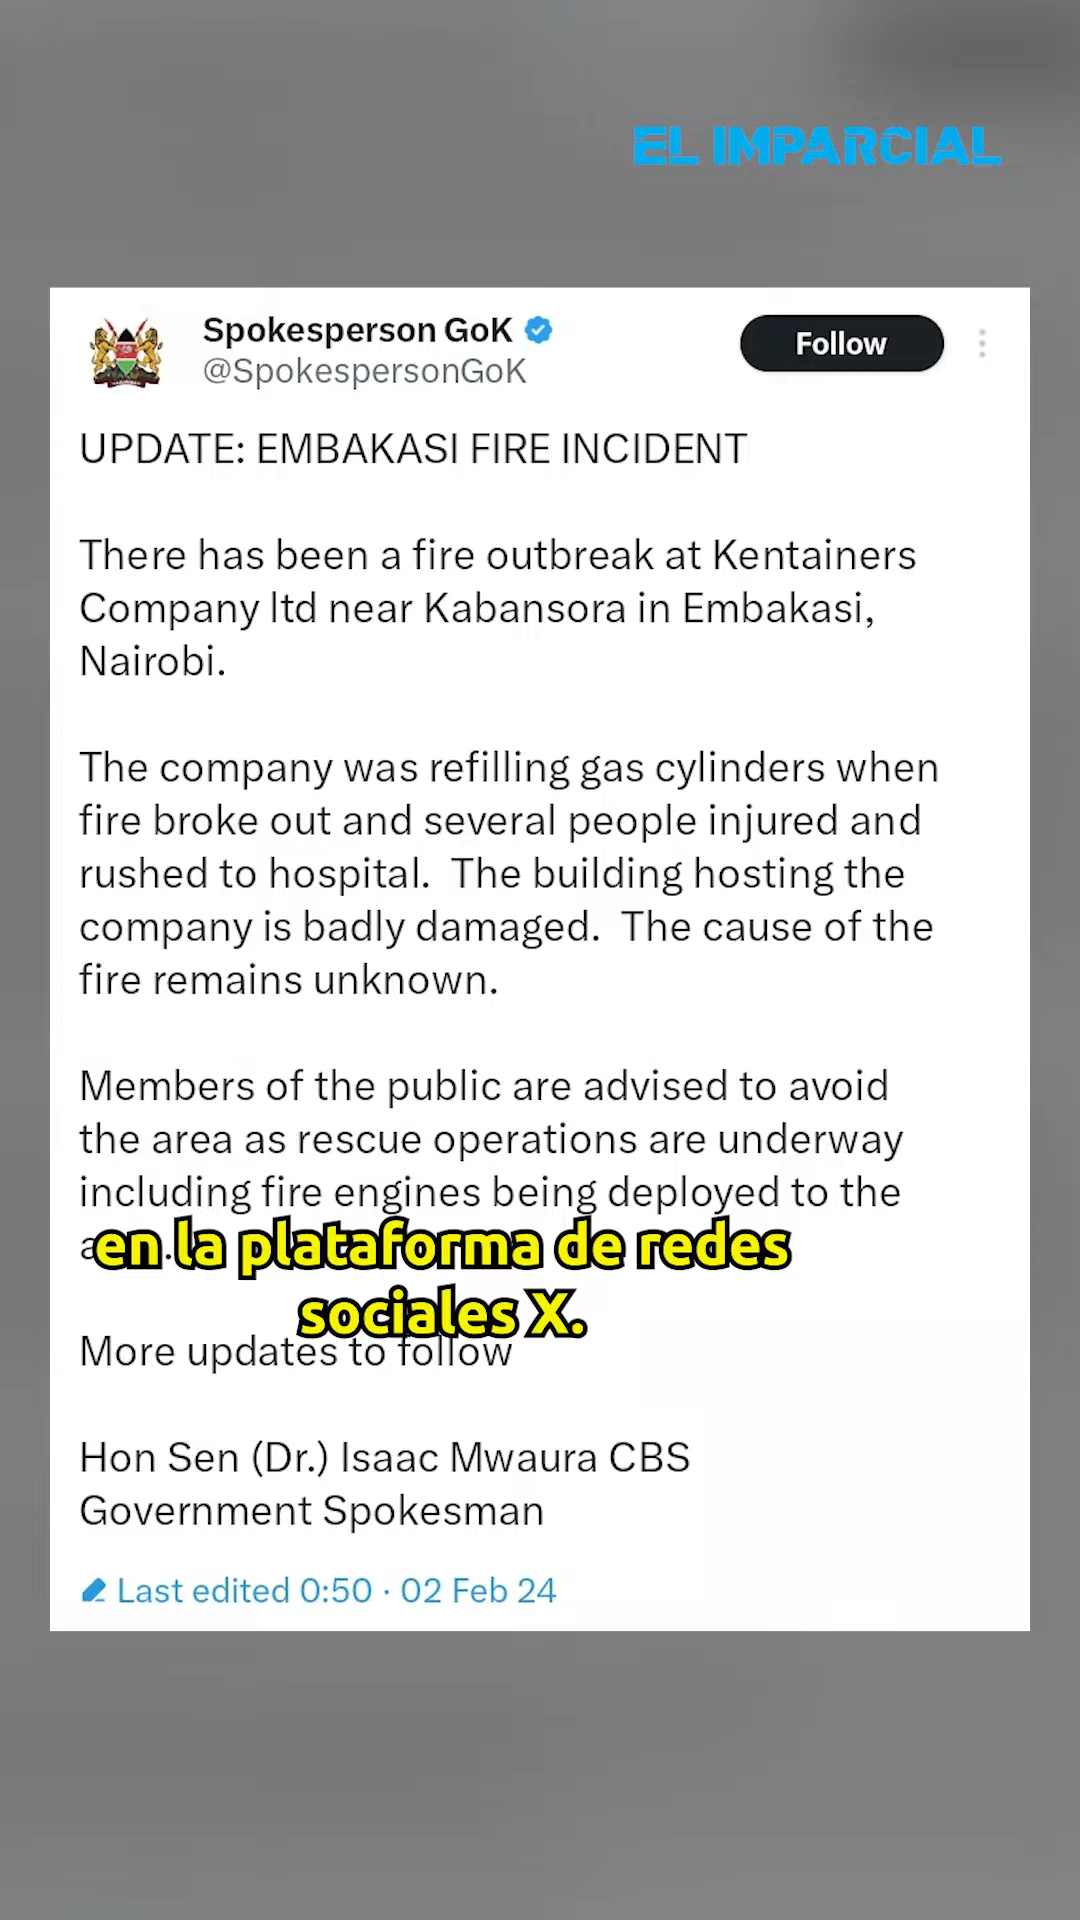 EL IMPARCIAL
Spokesperson GoK
@SpokespersonGoK
Follow
UPDATE: EMBAKASI FIRE INCIDENT
There has been a fire outbreak at Kentainers
Company ltd near Kabansora in Embakasi,
Nairobi.
The company was refilling gas cylinders when
fire broke out and several people injured and
rushed to hospital. The building hosting the
company is badly damaged. The cause of the
fire remains unknown.
Members of the public are advised to avoid
the area as rescue operations are underway
including fire engines being deployed to the
en la plataforma de redes
sociales X.
More updates to follow
Hon Sen (Dr.) Isaac Mwaura CBS
Government Spokesman
Last edited 0:50 · 02 Feb 24